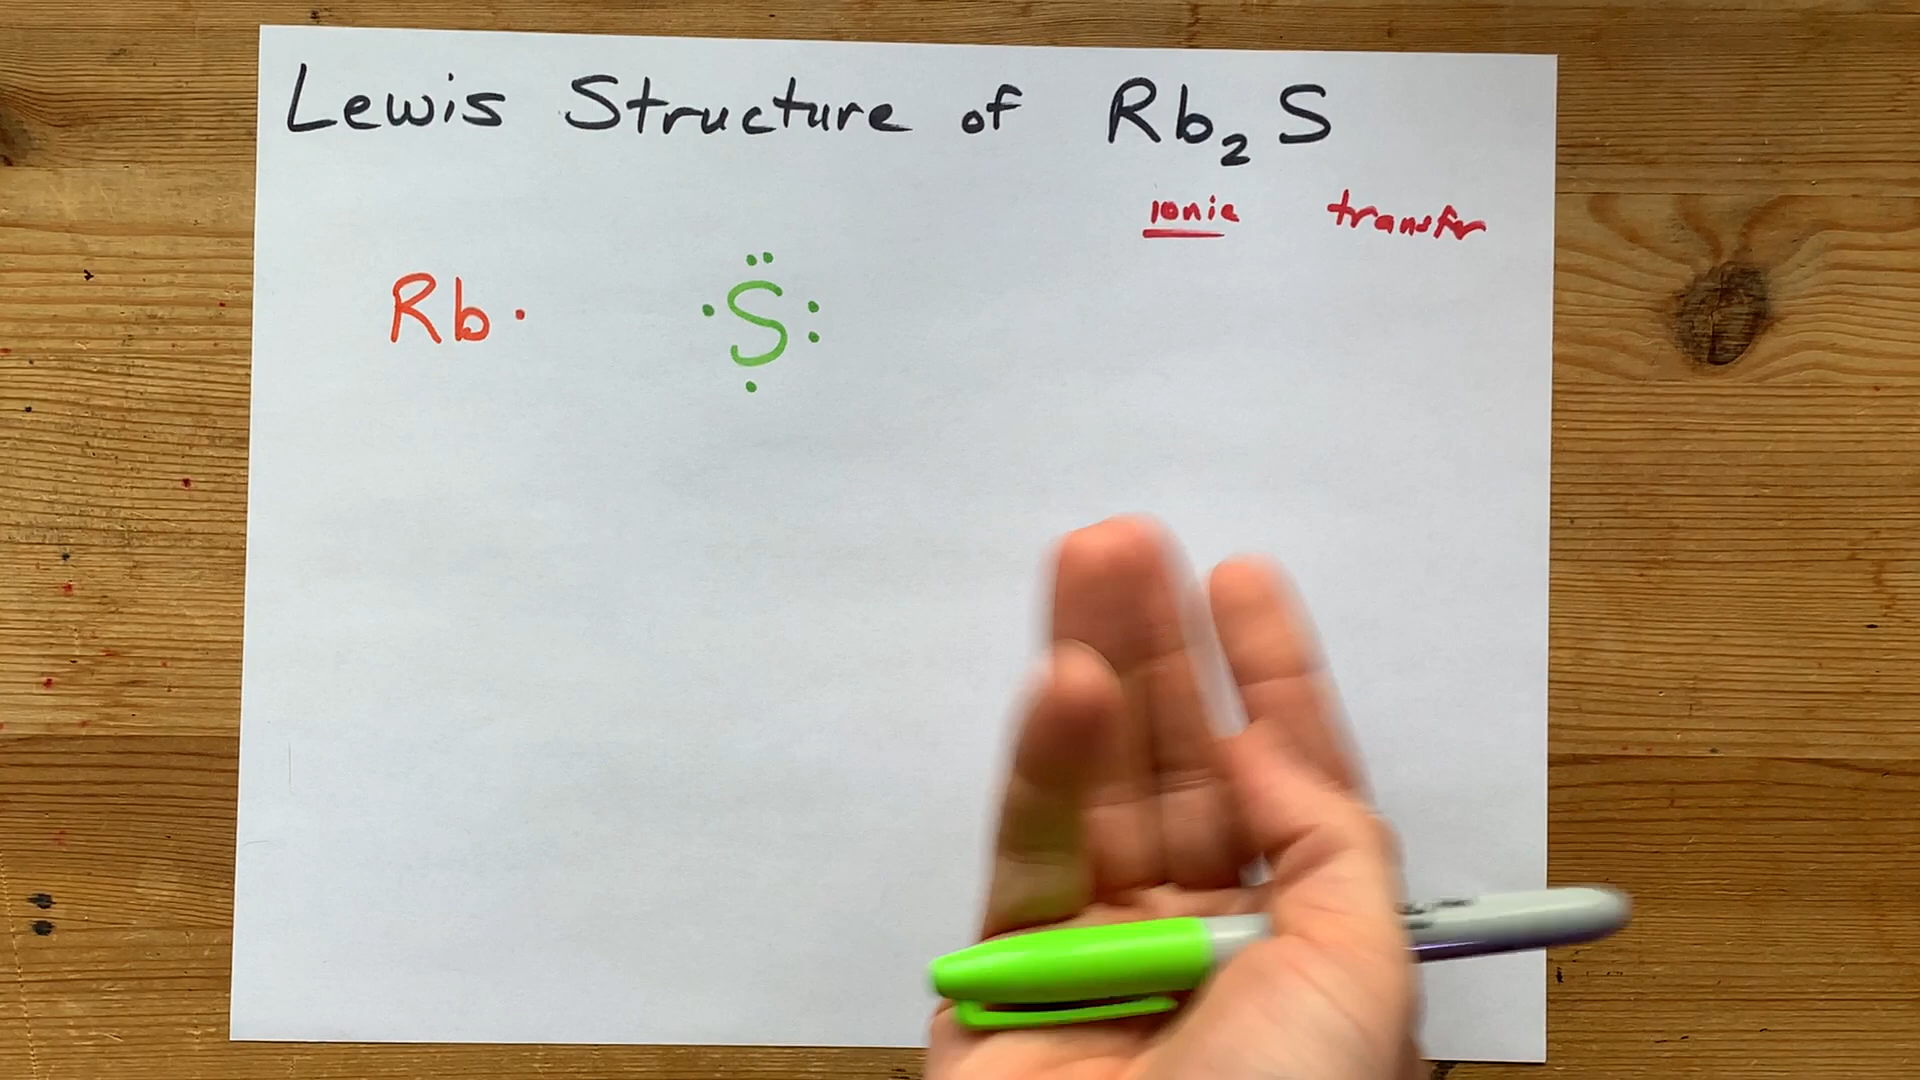 Lewis Structure of Rb₂S
ionic transfer
Rb· ·S: